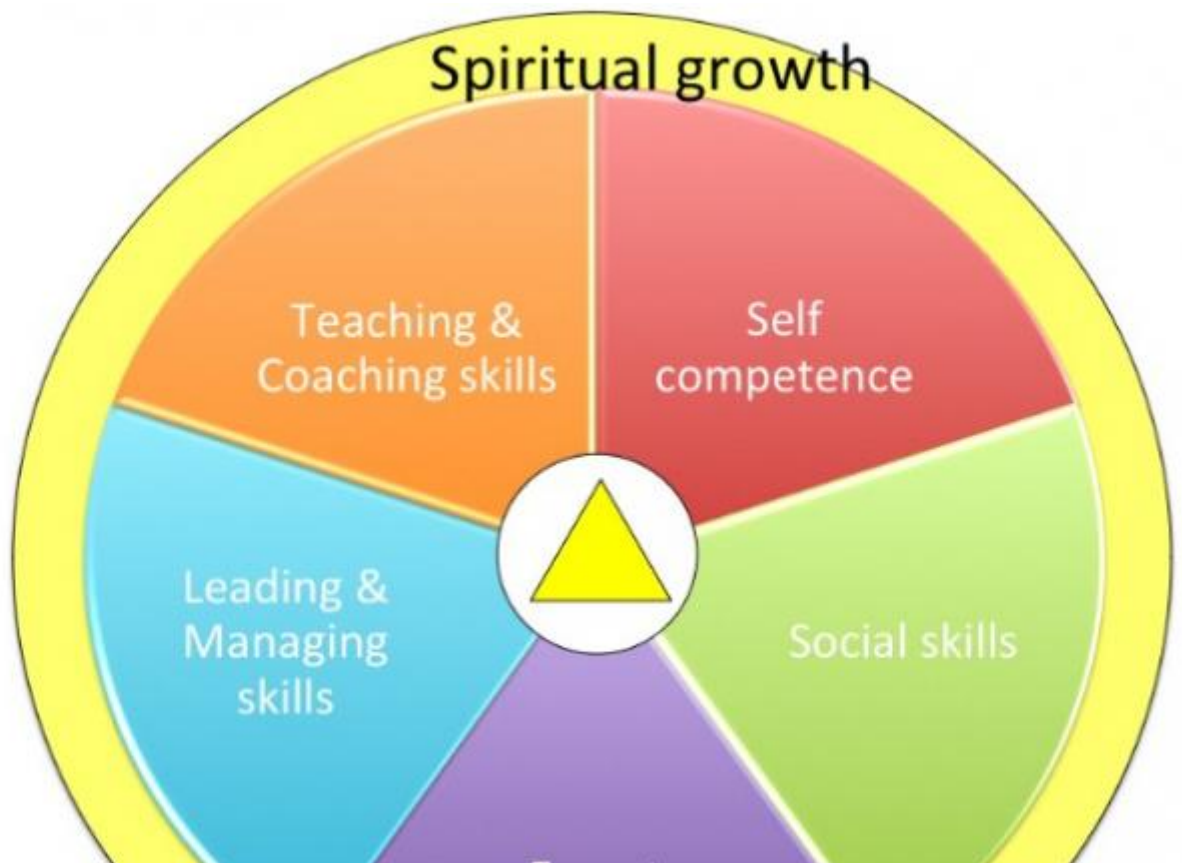 Spiritual growth
Teaching &
Coaching skills
Self
competence
Leading &
Managing
skills
Social skills